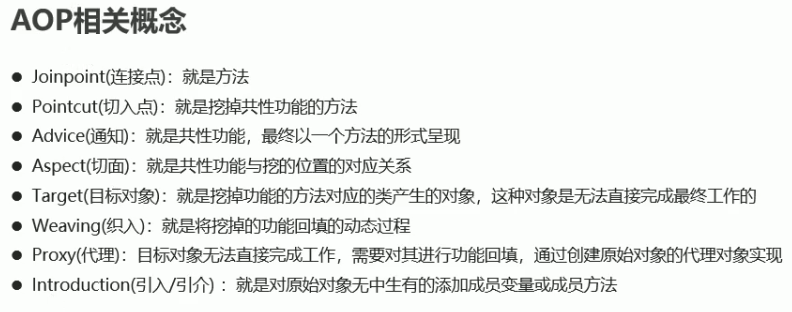 AOP相关概念
● Joinpoint(连接点)：就是方法
● Pointcut(切入点)：就是挖掉共性功能的方法
● Advice(通知)：就是共性功能，最终以一个方法的形式呈现
● Aspect(切面)：就是共性功能与挖的位置的对应关系
● Target(目标对象)：就是挖掉功能的方法对应的类产生的对象，这种对象是无法直接完成最终工作的
● Weaving(织入)：就是将挖掉的功能回填的动态过程
● Proxy(代理)：目标对象无法直接完成工作，需要对其进行功能回填，通过创建原始对象的代理对象实现
● Introduction(引入/引介) ：就是对原始对象无中生有的添加成员变量或成员方法